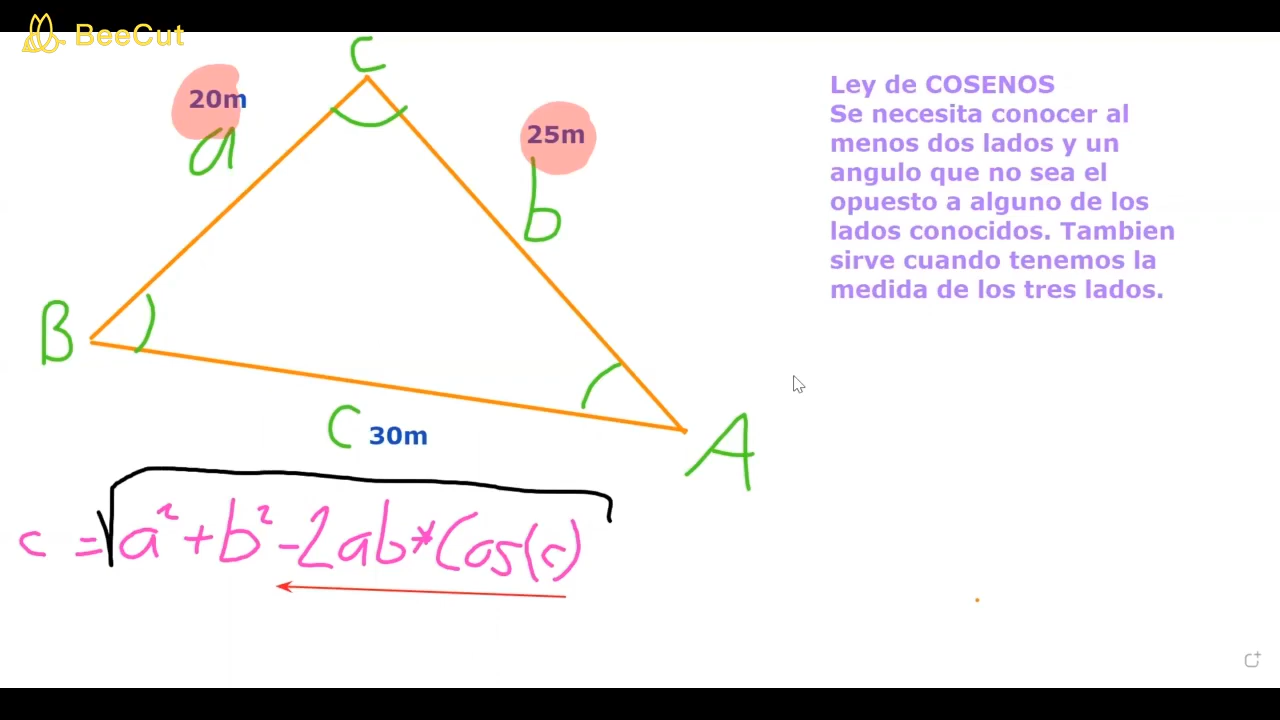 BeeCut
C
20m
a
25m
b
B
C 30m
A
c = √a²+b²-2ab*Cos(c)
Ley de COSENOS
Se necesita conocer al
menos dos lados y un
angulo que no sea el
opuesto a alguno de los
lados conocidos. Tambien
sirve cuando tenemos la
medida de los tres lados.